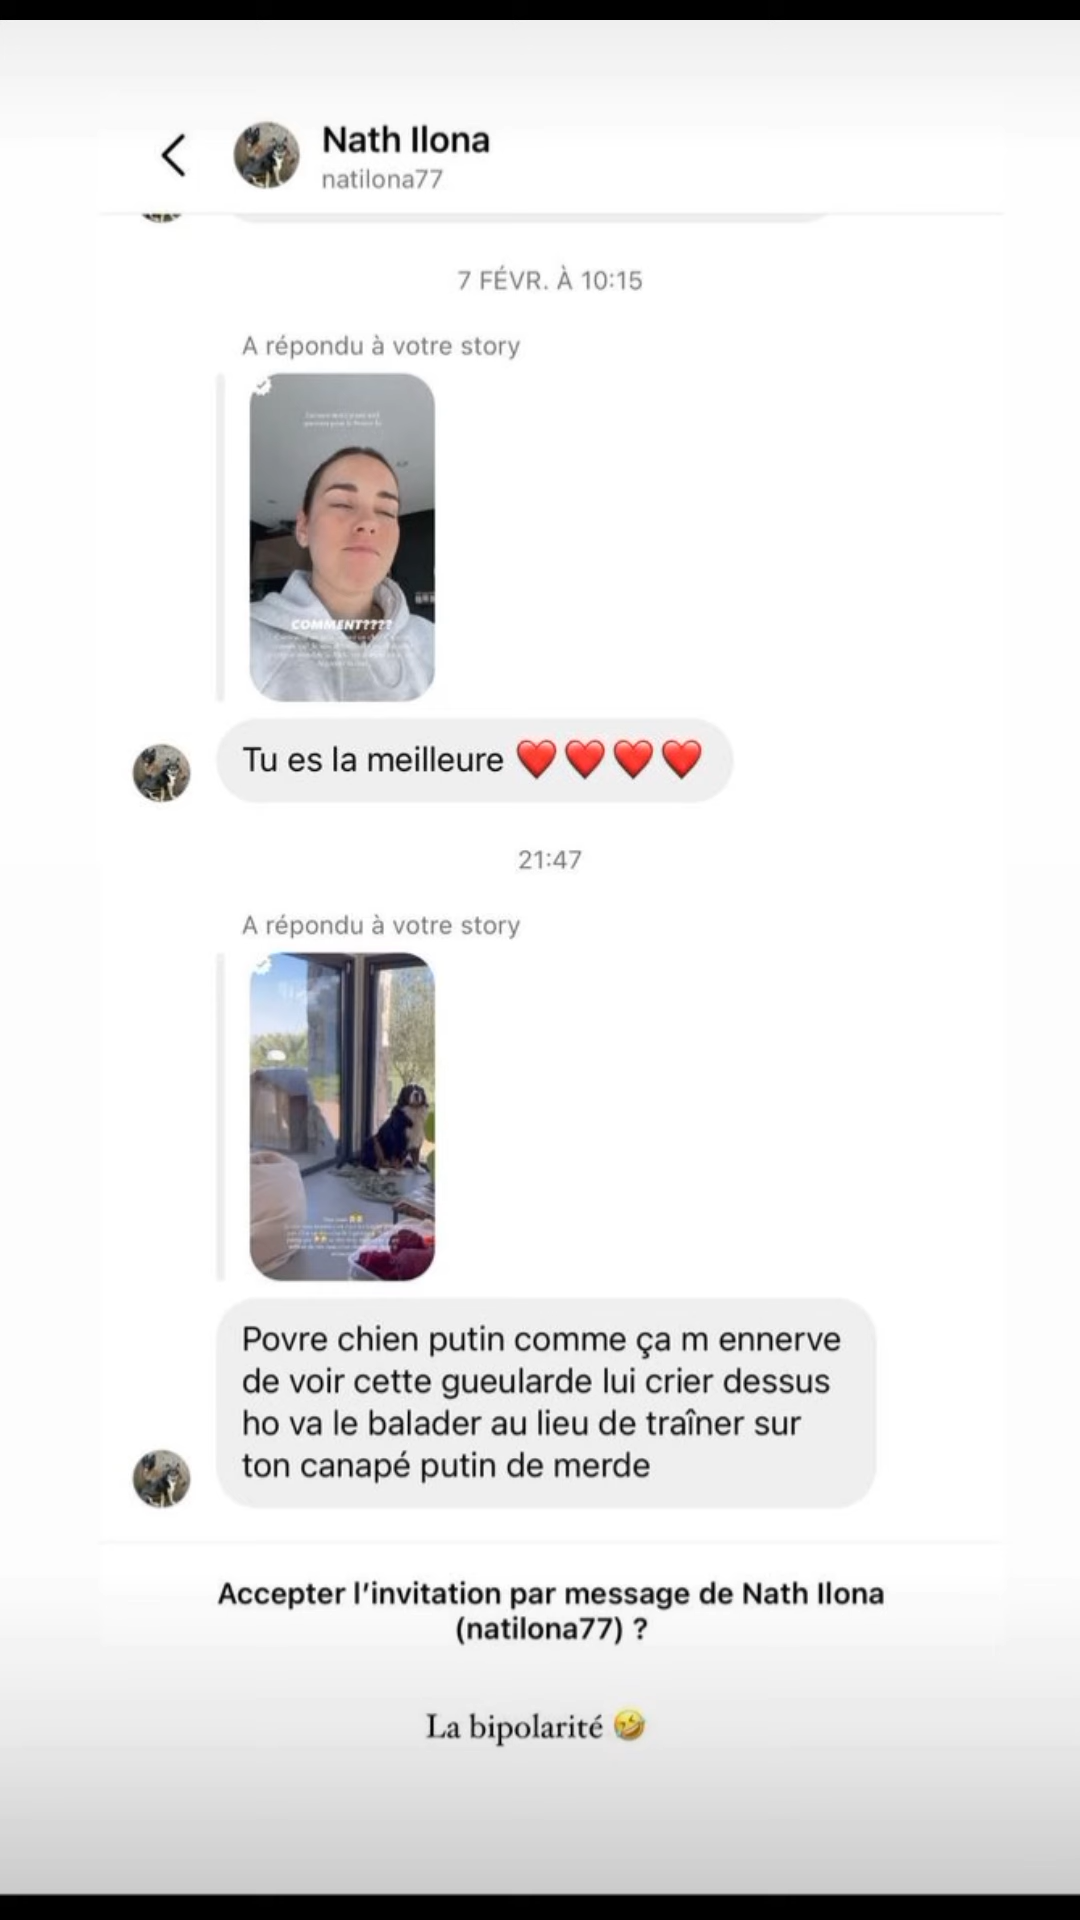 Nath Ilona
natilona77
7 FÉVR. À 10:15
A répondu à votre story
COMMENT????
Tu es la meilleure ❤️❤️❤️❤️
21:47
A répondu à votre story
Povre chien putin comme ça m ennerve
de voir cette gueularde lui crier dessus
ho va le balader au lieu de traîner sur
ton canapé putin de merde
Accepter l'invitation par message de Nath Ilona
(natilona77) ?
La bipolarité 🤣